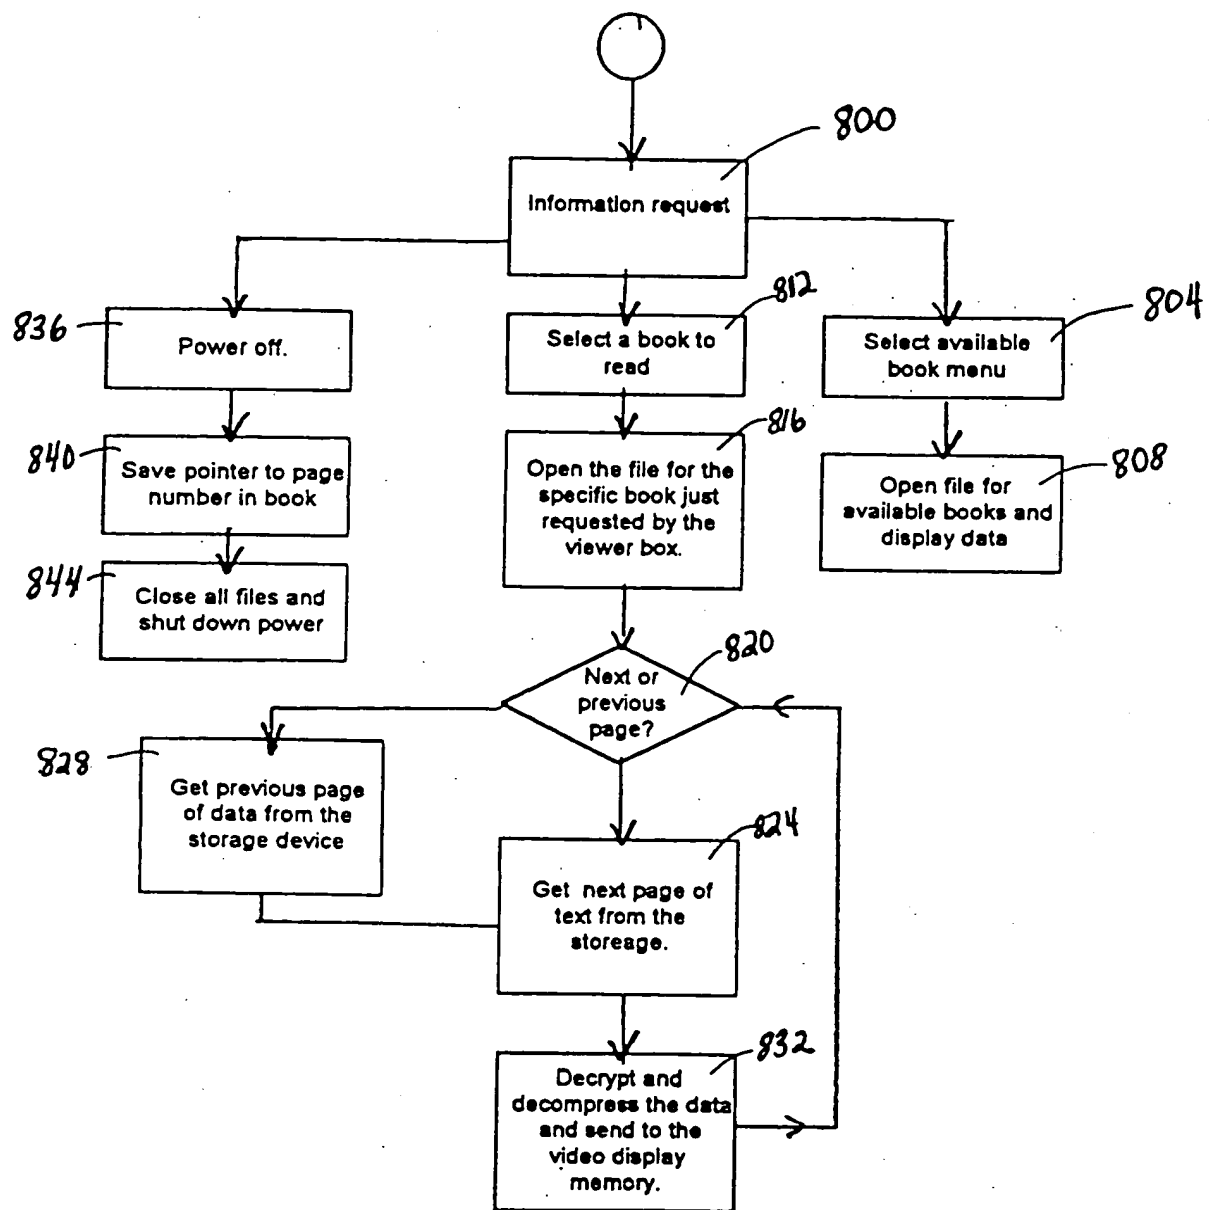 800
Information request
836
Power off.
812
Select a book to
read
804
Select available
book menu
840
Save pointer to page
number in book
816
Open the file for the
specific book just
requested by the
viewer box.
808
Open file for
available books and
display data
844
Close all files and
shut down power
820
Next or
previous
page?
828
Get previous page
of data from the
storage device
824
Get next page of
text from the
storeage.
832
Decrypt and
decompress the data
and send to the
video display
memory.